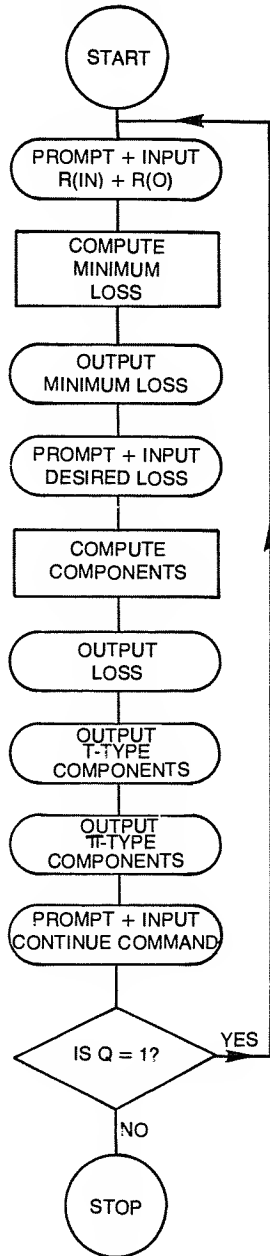 START
PROMPT + INPUT
R(IN) + R(O)
COMPUTE
MINIMUM
LOSS
OUTPUT
MINIMUM LOSS
PROMPT + INPUT
DESIRED LOSS
COMPUTE
COMPONENTS
OUTPUT
LOSS
OUTPUT
T-TYPE
COMPONENTS
OUTPUT
π-TYPE
COMPONENTS
PROMPT + INPUT
CONTINUE COMMAND
IS Q = 1?
YES
NO
STOP